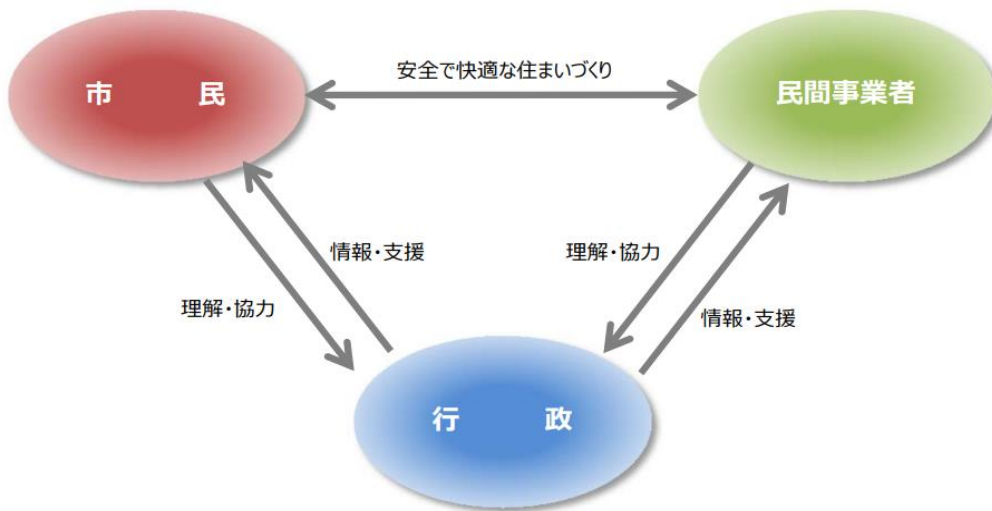 安全で快適な住まいづくり
市　　民
民間事業者
情報・支援
理解・協力
理解・協力
情報・支援
行　　政